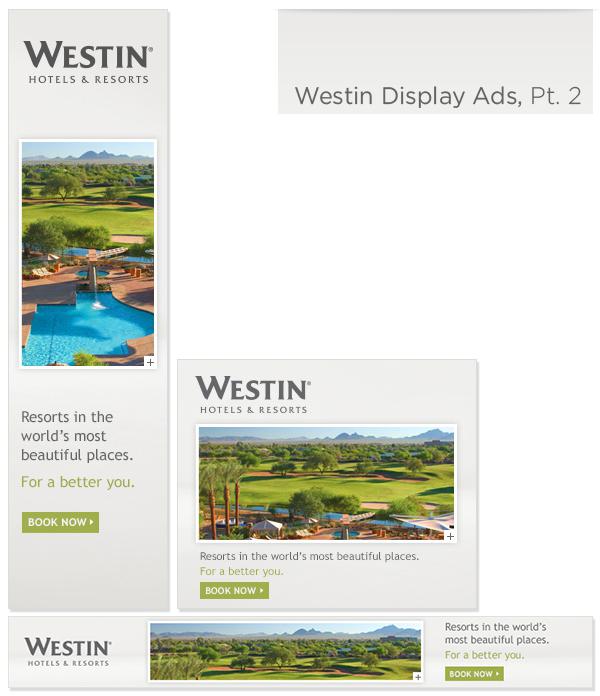 WESTIN®
HOTELS & RESORTS
Westin Display Ads, Pt. 2
Resorts in the
world's most
beautiful places.
For a better you.
BOOK NOW
WESTIN®
HOTELS & RESORTS
Resorts in the world's most beautiful places.
For a better you.
BOOK NOW
WESTIN®
HOTELS & RESORTS
Resorts in the world's
most beautiful places.
For a better you.
BOOK NOW